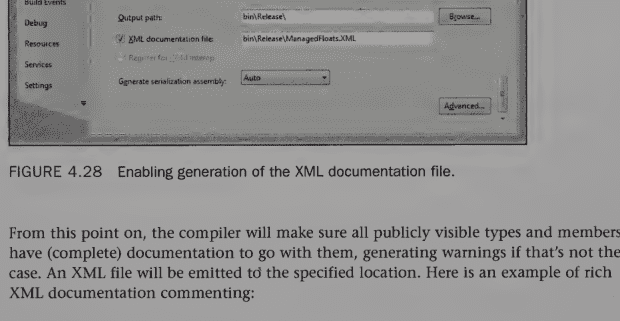 Build Events
Debug
Resources
Services
Settings
Output path: bin\Release\ Browse...
XML documentation file: bin\Release\ManagedFloats.XML
Register for COM interop
Generate serialization assembly: Auto
Advanced...
FIGURE 4.28 Enabling generation of the XML documentation file.
From this point on, the compiler will make sure all publicly visible types and members
have (complete) documentation to go with them, generating warnings if that's not the
case. An XML file will be emitted to the specified location. Here is an example of rich
XML documentation commenting: